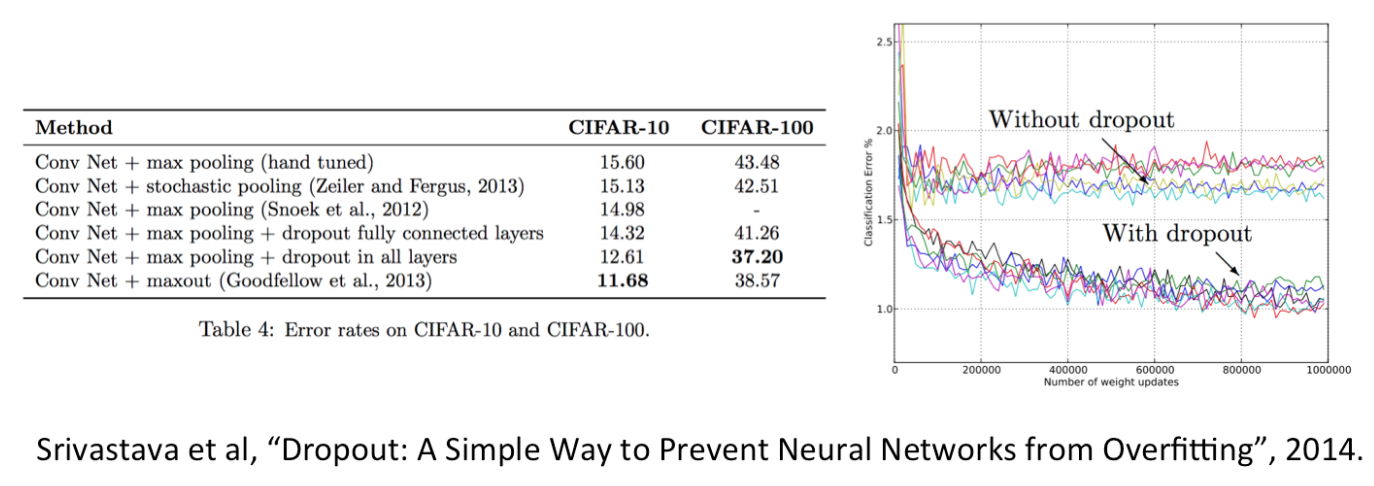 Method CIFAR-10 CIFAR-100
Conv Net + max pooling (hand tuned) 15.60 43.48
Conv Net + stochastic pooling (Zeiler and Fergus, 2013) 15.13 42.51
Conv Net + max pooling (Snoek et al., 2012) 14.98 -
Conv Net + max pooling + dropout fully connected layers 14.32 41.26
Conv Net + max pooling + dropout in all layers 12.61 37.20
Conv Net + maxout (Goodfellow et al., 2013) 11.68 38.57
Table 4: Error rates on CIFAR-10 and CIFAR-100.
2.5
2.0
1.5
1.0
Classification Error %
Without dropout
With dropout
0 200000 400000 600000 800000 1000000
Number of weight updates
Srivastava et al, “Dropout: A Simple Way to Prevent Neural Networks from Overfitting”, 2014.